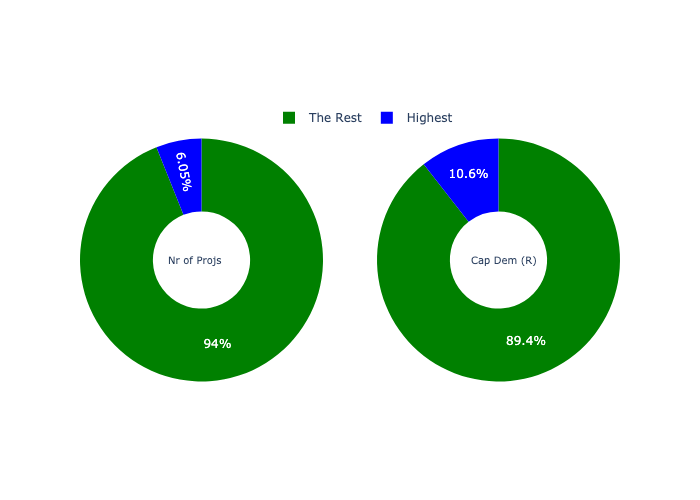 The Rest
Highest
6.05%
94%
Nr of Projs
10.6%
89.4%
Cap Dem (R)